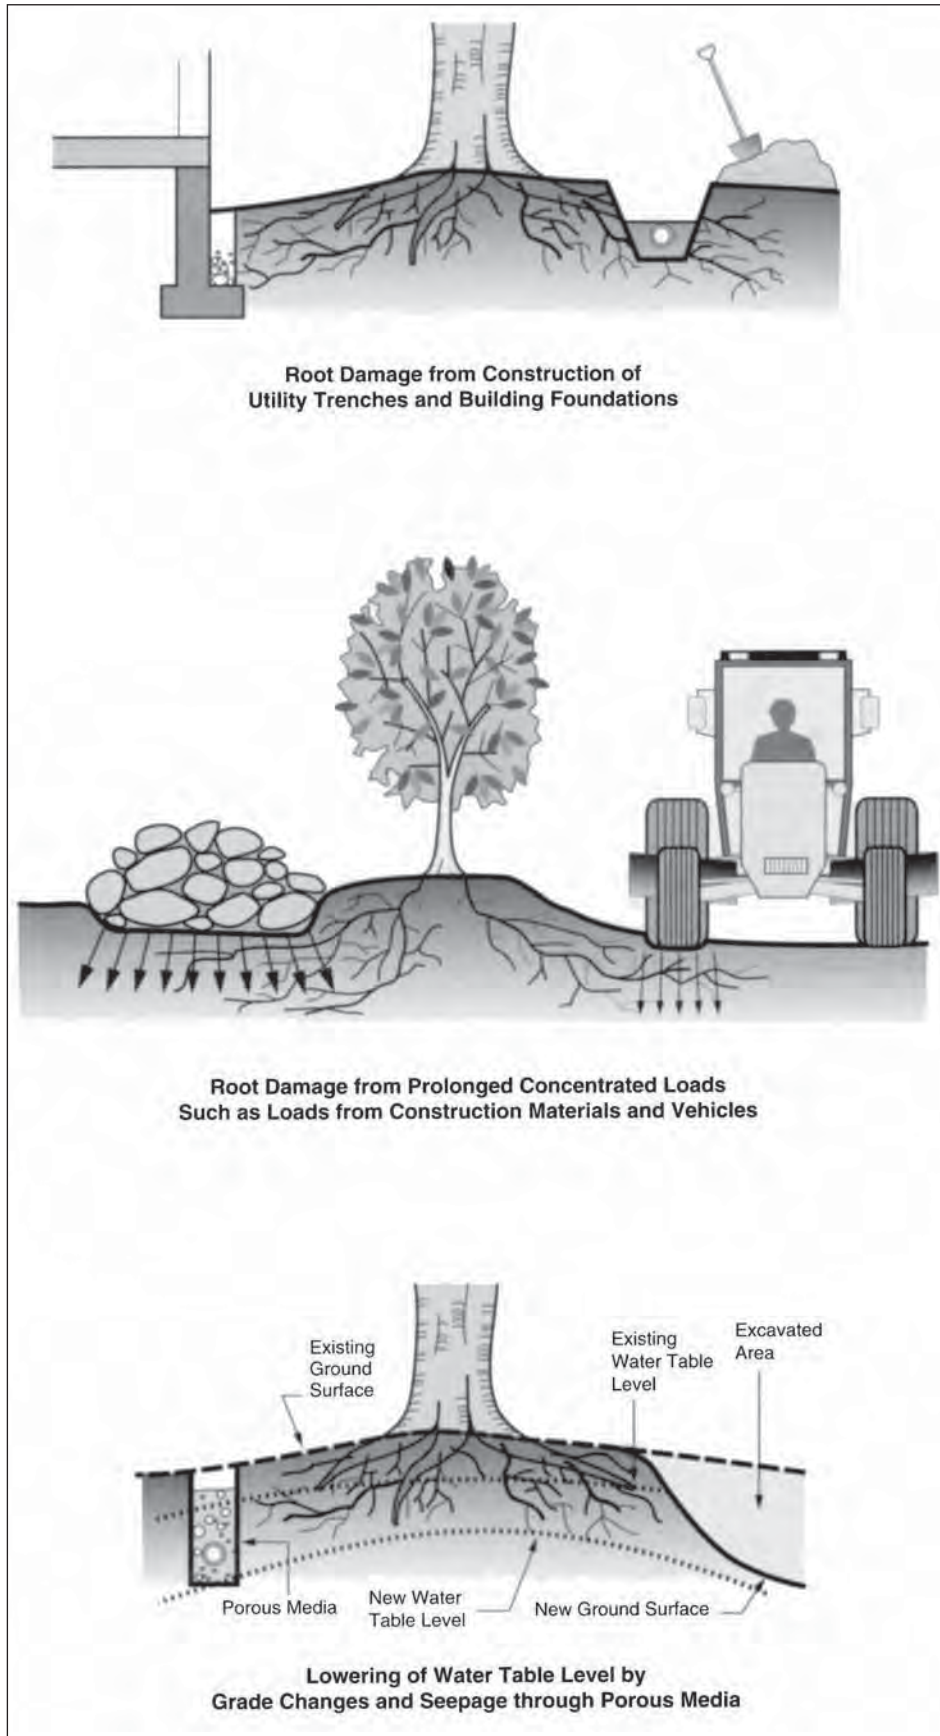 Root Damage from Construction of
Utility Trenches and Building Foundations
Root Damage from Prolonged Concentrated Loads
Such as Loads from Construction Materials and Vehicles
Existing
Ground
Surface
Existing
Water Table
Level
Excavated
Area
Porous Media
New Water
Table Level
New Ground Surface
Lowering of Water Table Level by
Grade Changes and Seepage through Porous Media